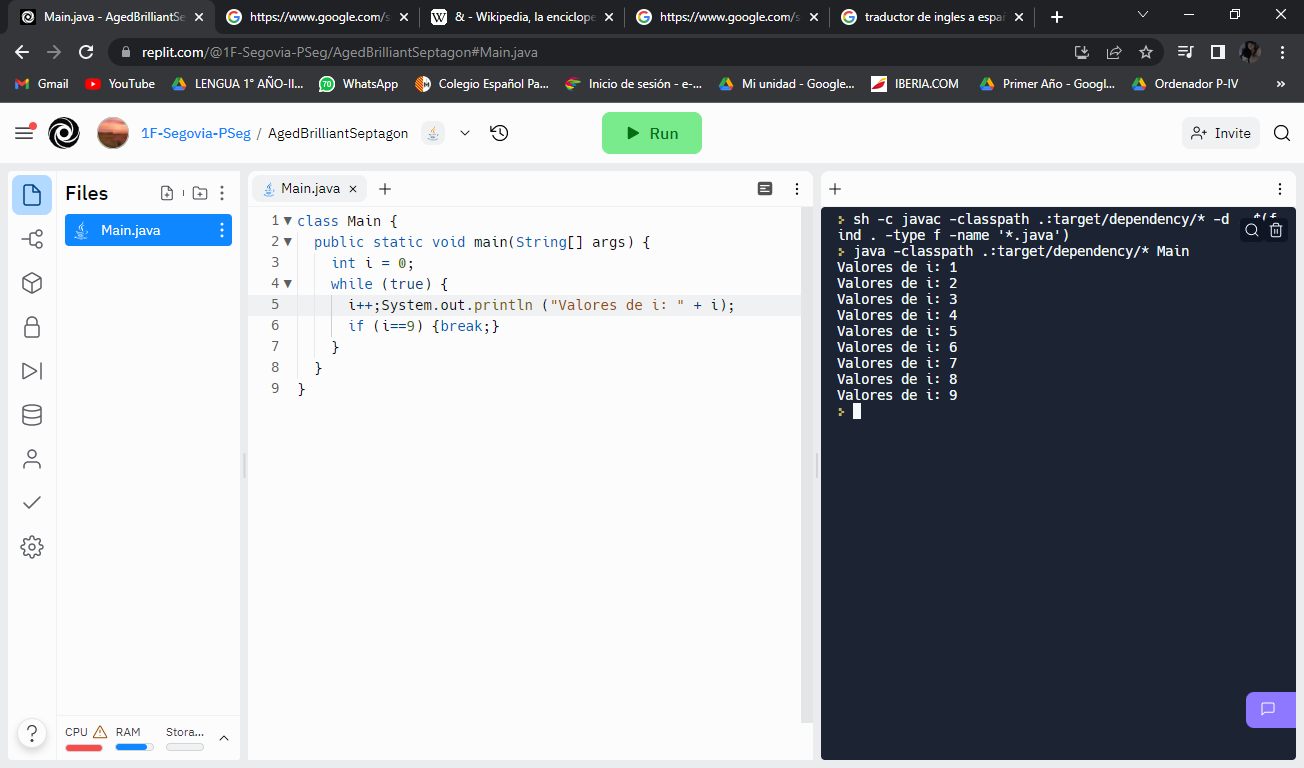 Main.java - AgedBrilliantSe
https://www.google.com/s
& - Wikipedia, la enciclope
https://www.google.com/s
traductor de ingles a espa
replit.com/@1F-Segovia-PSeg/AgedBrilliantSeptagon#Main.java
Gmail
YouTube
LENGUA 1° AÑO-II...
70
WhatsApp
Colegio Español Pa...
Inicio de sesión - e-...
Mi unidad - Google...
IBERIA.COM
Primer Año - Googl...
Ordenador P-IV
»
1F-Segovia-PSeg / AgedBrilliantSeptagon
Run
Invite
Files
Main.java
Main.java
1 class Main {
2 public static void main(String[] args) {
3 int i = 0;
4 while (true) {
5 i++;System.out.println ("Valores de i: " + i);
6 if (i==9) {break;}
7 }
8 }
9 }
sh -c javac -classpath .:target/dependency/* -d . $(f
ind . -type f -name '*.java')
java -classpath .:target/dependency/* Main
Valores de i: 1
Valores de i: 2
Valores de i: 3
Valores de i: 4
Valores de i: 5
Valores de i: 6
Valores de i: 7
Valores de i: 8
Valores de i: 9
?
CPU
RAM
Stora...